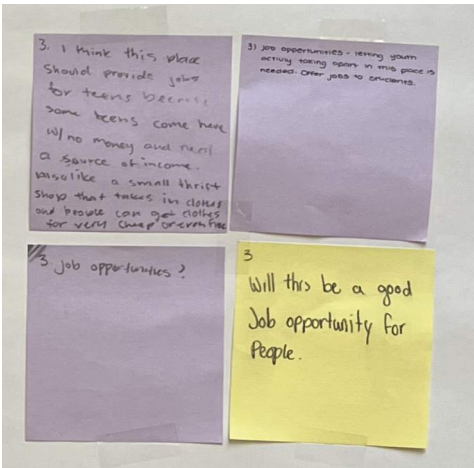 3. I think this place
should provide jobs
for teens because
some teens come here
w/ no money and need
a source of income.
also like a small thrift
shop that takes in clothes
and people can get clothes
for very cheap or even free
3) Job oppertunities - letting youth
activly taking apart in this place is
needed. Offer jobs to
3. job opportunities?
3
Will this be a good
Job opportunity for
People.